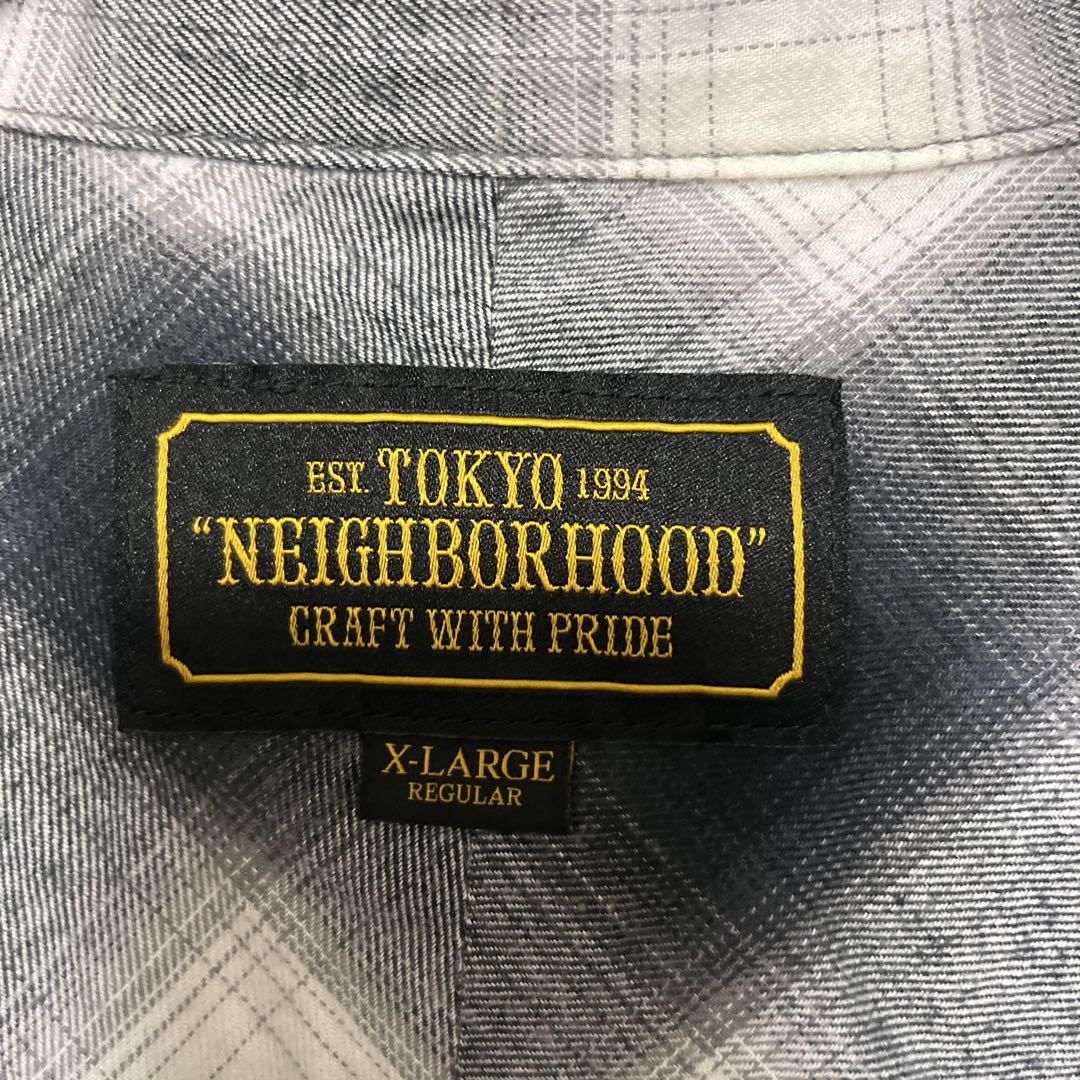 EST. TOKYO 1994
"NEIGHBORHOOD"
CRAFT WITH PRIDE
X-LARGE
REGULAR